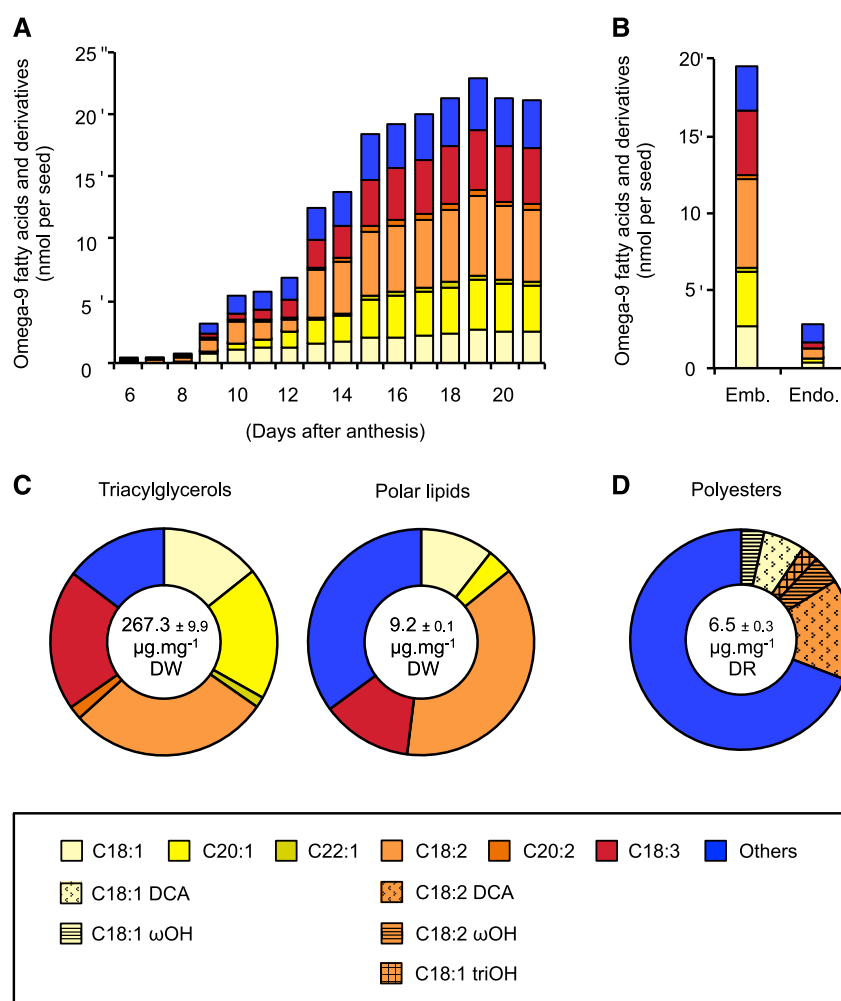 A
Omega-9 fatty acids and derivatives
(nmol per seed)
25 "
20 '
15 '
10
5 '
0
6 8 10 12 14 16 18 20
(Days after anthesis)
B
Omega-9 fatty acids and derivatives
(nmol per seed)
20'
15'
10
5'
0
Emb. Endo.
C
Triacylglycerols
267.3 ± 9.9
µg.mg⁻¹
DW
Polar lipids
9.2 ± 0.1
µg.mg⁻¹
DW
D
Polyesters
6.5 ± 0.3
µg.mg⁻¹
DR
C18:1 C20:1 C22:1 C18:2 C20:2 C18:3 Others
C18:1 DCA C18:2 DCA
C18:1 ωOH C18:2 ωOH
C18:1 triOH